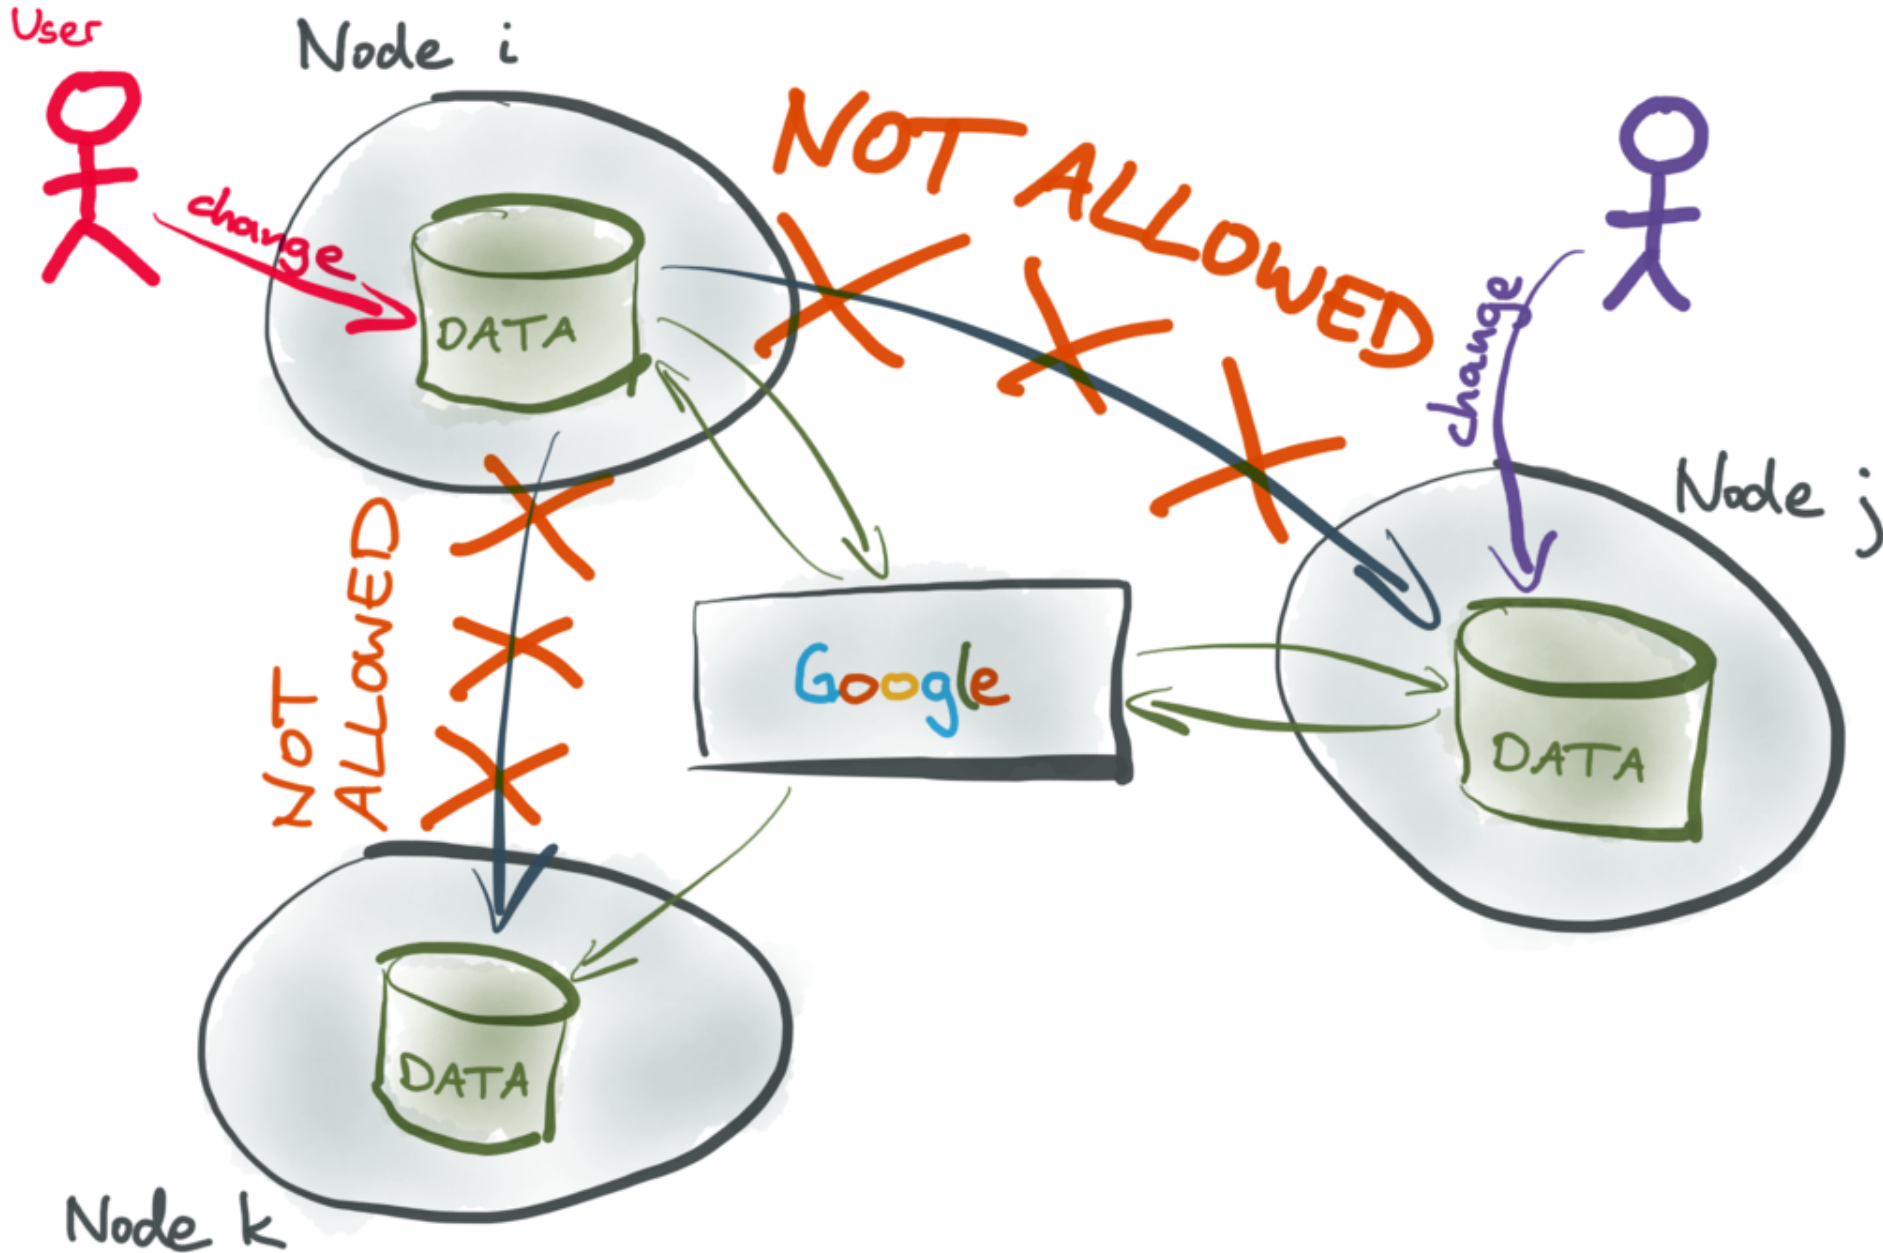 User
Node i
NOT ALLOWED
change
DATA
change
Node j
NOT
ALLOWED
Google
DATA
DATA
Node k